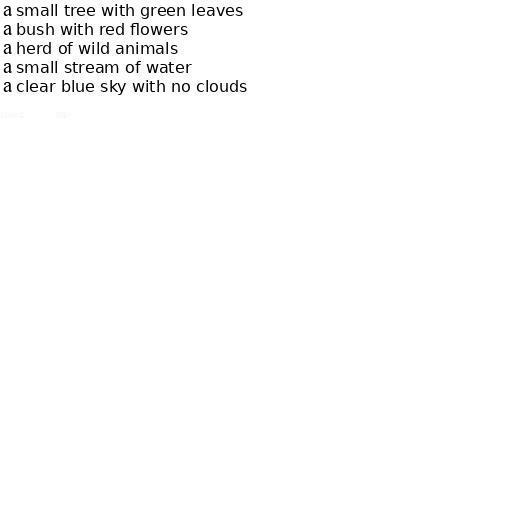 a small tree with green leaves
a bush with red flowers
a herd of wild animals
a small stream of water
a clear blue sky with no clouds